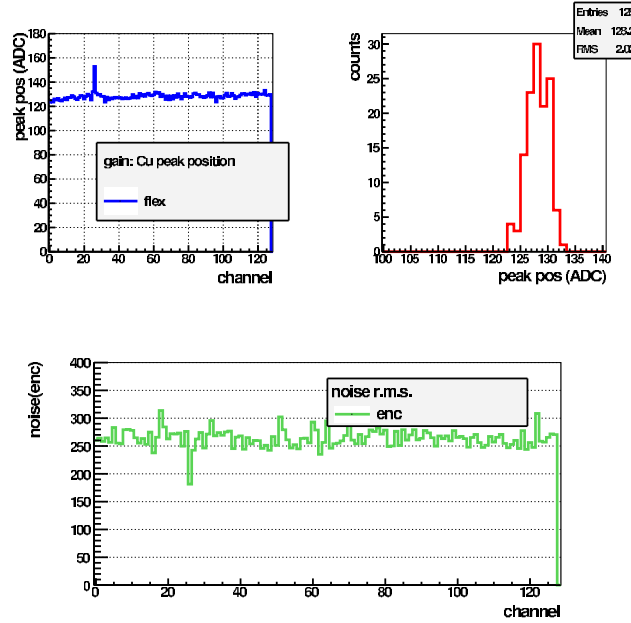 peak pos (ADC)
180
160
140
120
100
80
60
40
20
0
gain: Cu peak position
flex
0 20 40 60 80 100 120
channel
Entries
Mean
RMS
counts
30
25
20
15
10
5
0
100 105 110 115 120 125 130 135 140
peak pos (ADC)
noise(enc)
400
350
300
250
200
150
100
50
0
noise r.m.s.
enc
0 20 40 60 80 100 120
channel